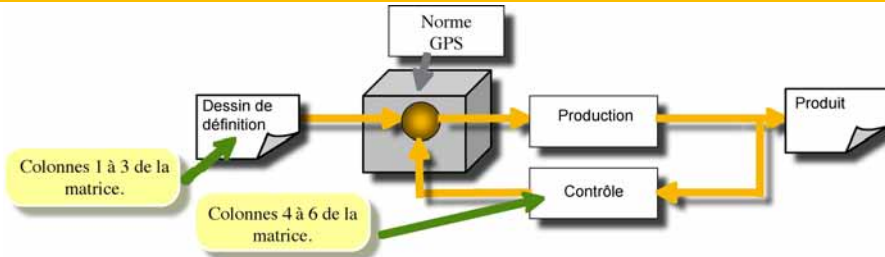 Norme
GPS
Dessin de
définition
Production
Produit
Colonnes 1 à 3 de la
matrice.
Contrôle
Colonnes 4 à 6 de la
matrice.